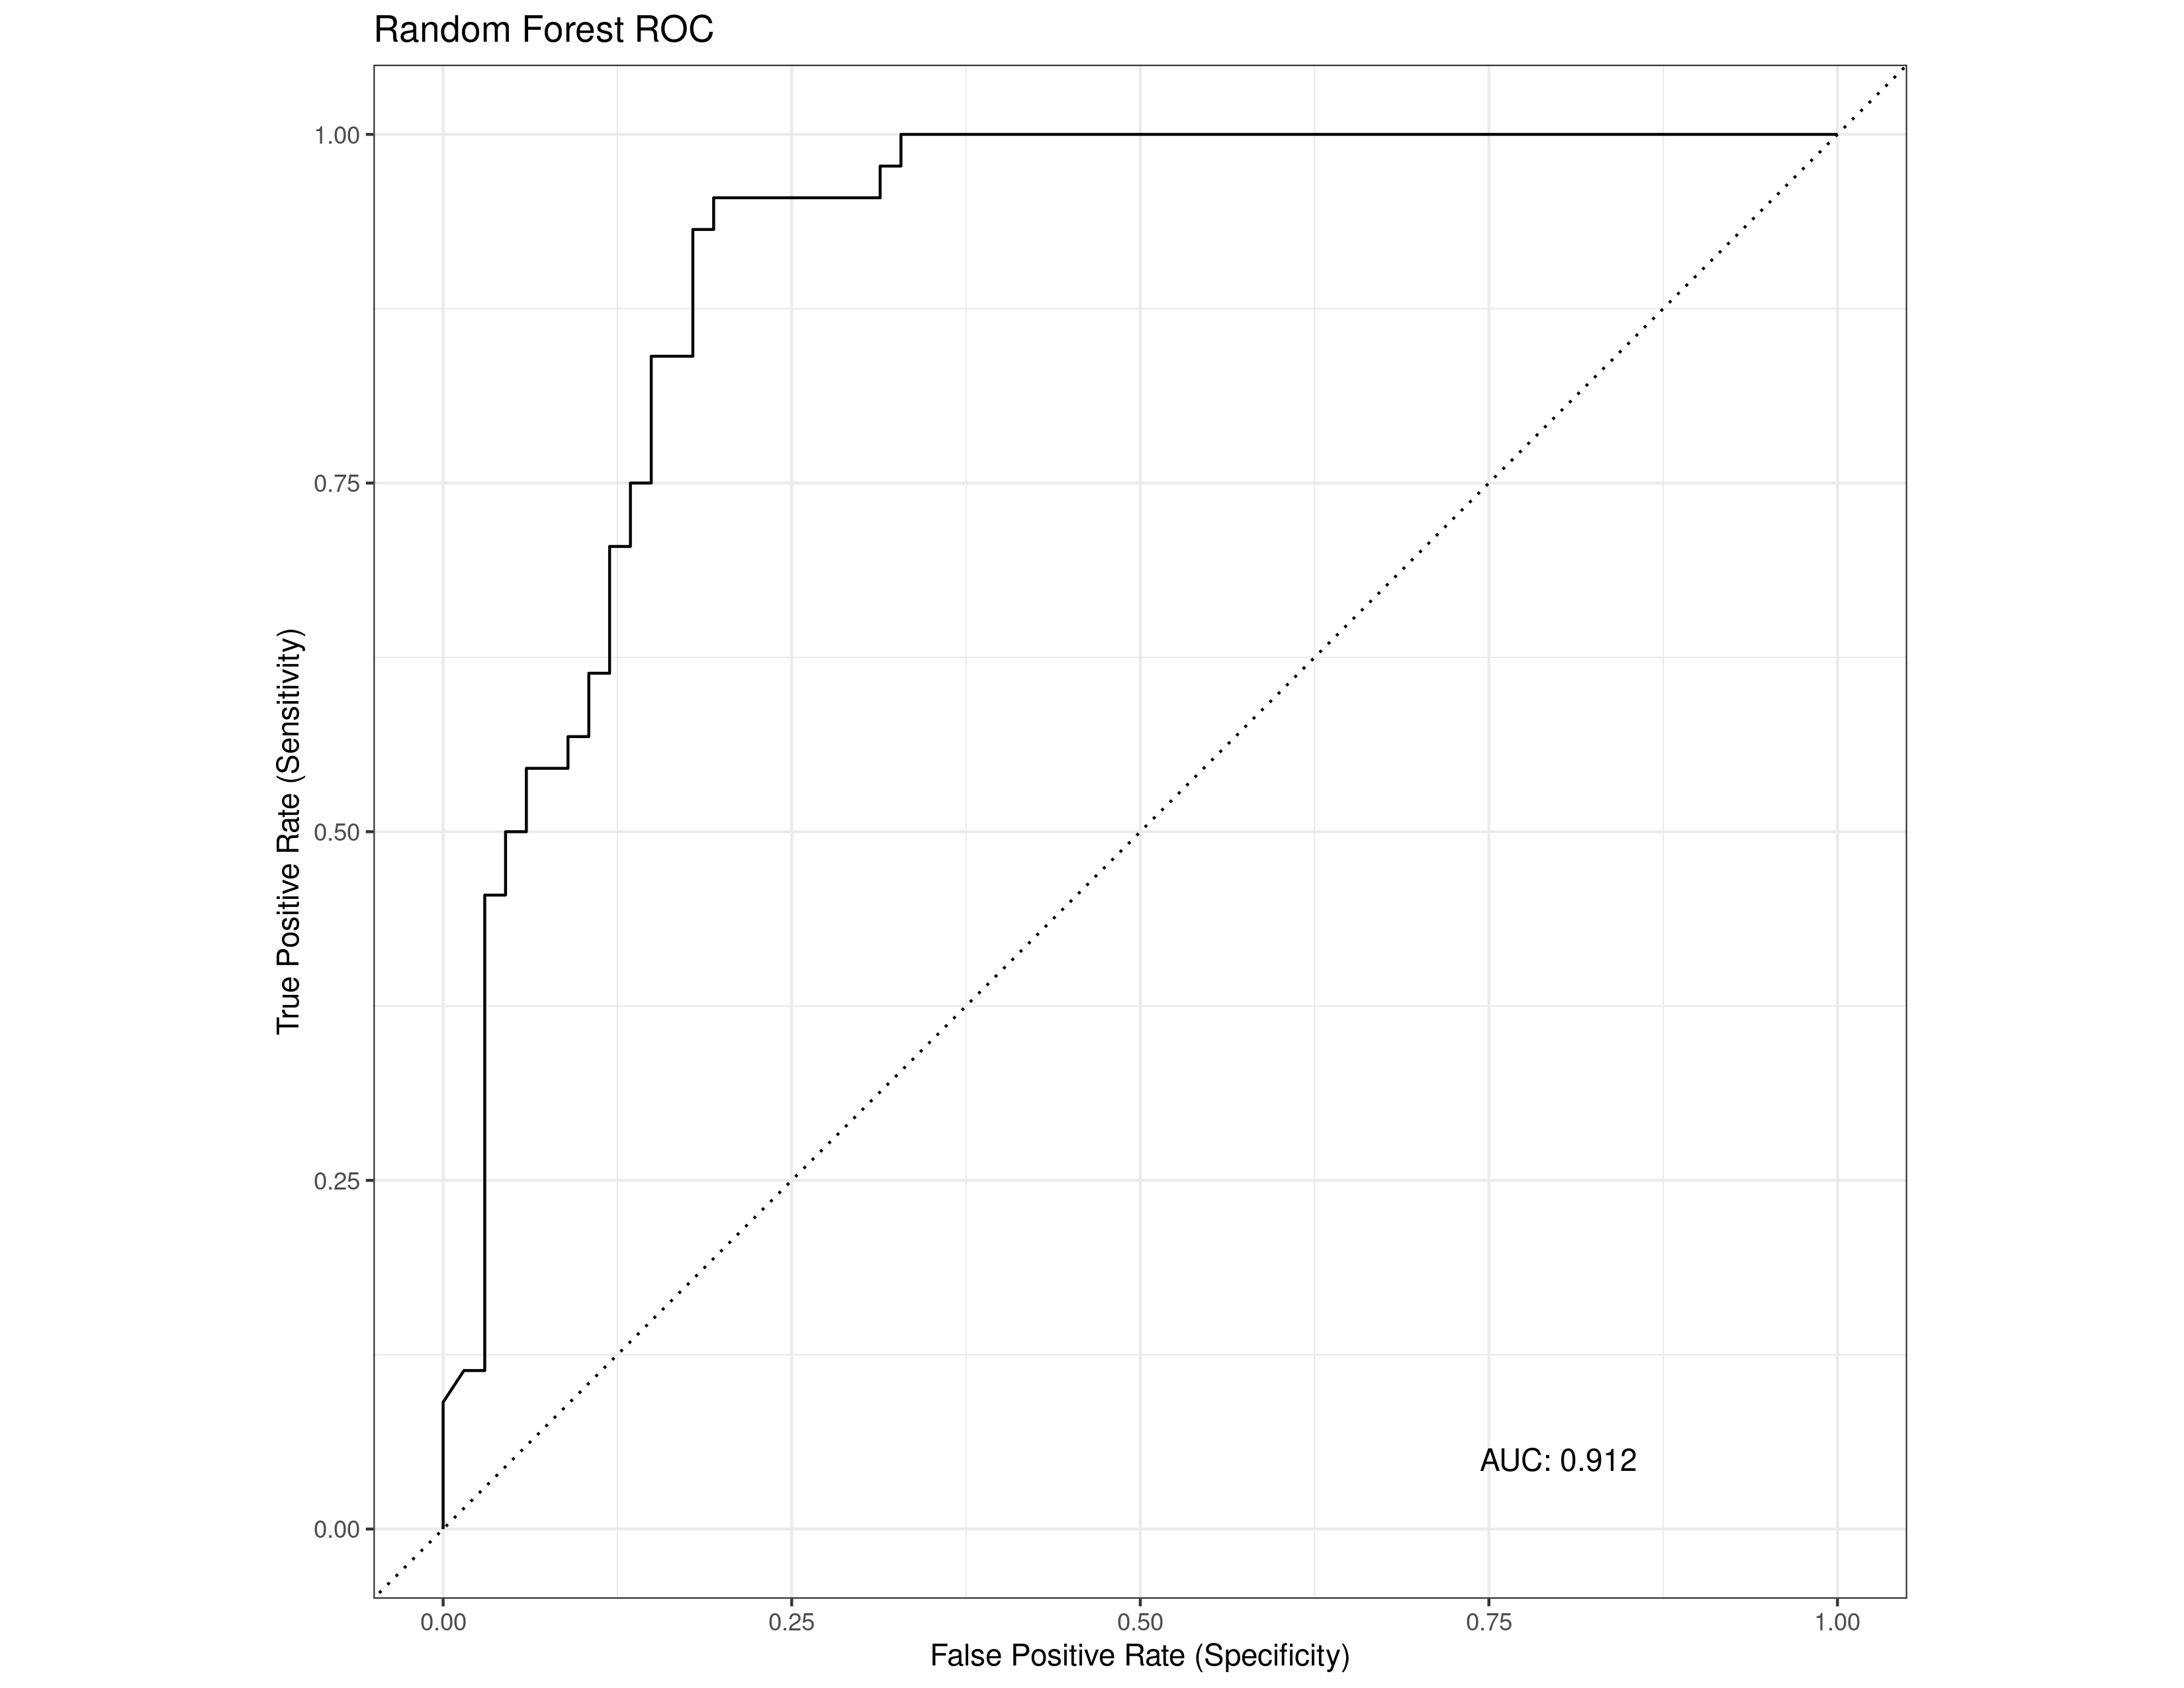 Random Forest ROC
True Positive Rate (Sensitivity)
1.00
0.75
0.50
0.25
0.00
AUC: 0.912
0.00 0.25 0.50 0.75 1.00
False Positive Rate (Specificity)